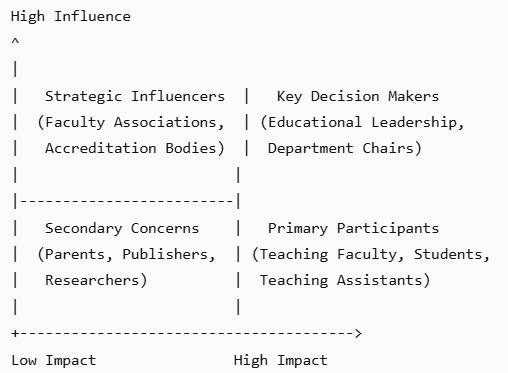 High Influence
^
|
|   Strategic Influencers  |   Key Decision Makers
|  (Faculty Associations,  | (Educational Leadership,
|   Accreditation Bodies)  |  Department Chairs)
|                         |
|-------------------------|
|   Secondary Concerns    |   Primary Participants
|  (Parents, Publishers,  | (Teaching Faculty, Students,
|   Researchers)          |  Teaching Assistants)
|                         |
+--------------------------------------->
Low Impact                High Impact